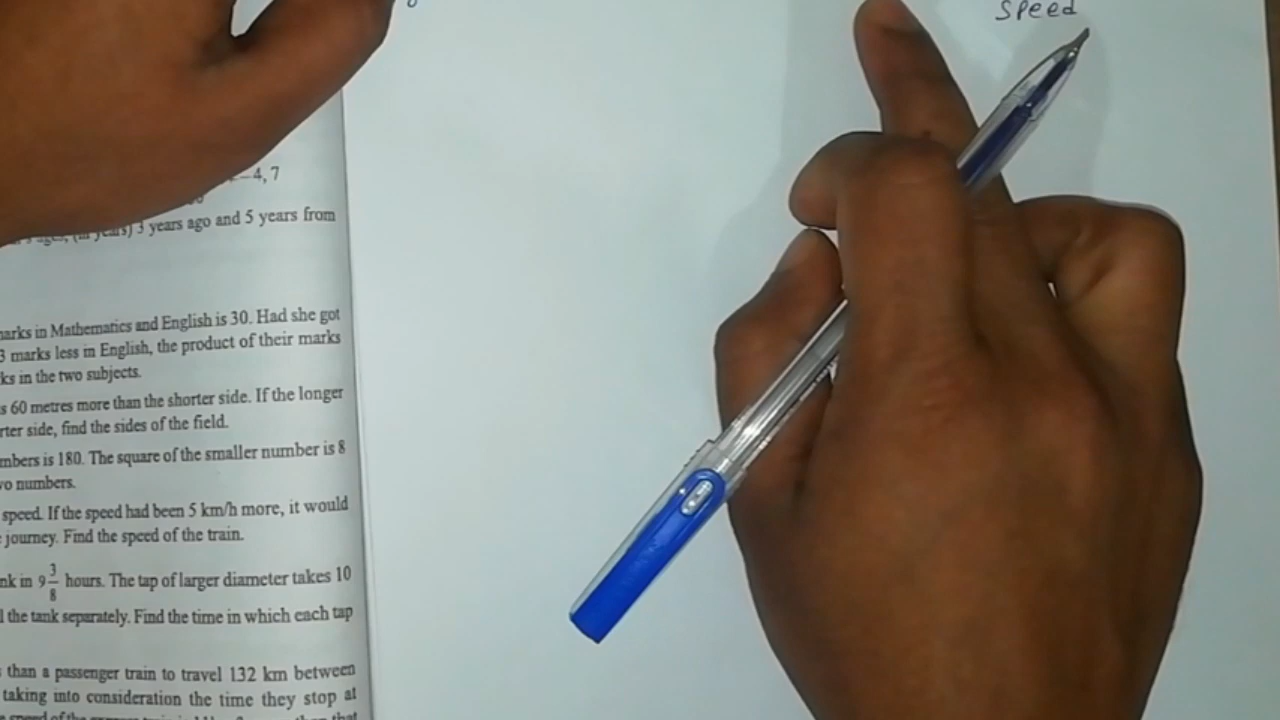 Speed
-4, 7
3 years ago and 5 years from
marks in Mathematics and English is 30. Had she got
3 marks less in English, the product of their marks
ks in the two subjects.
s 60 metres more than the shorter side. If the longer
rter side, find the sides of the field.
mbers is 180. The square of the smaller number is 8
vo numbers.
speed. If the speed had been 5 km/h more, it would
journey. Find the speed of the train.
nk in 9 3/8 hours. The tap of larger diameter takes 10
l the tank separately. Find the time in which each tap
than a passenger train to travel 132 km between
taking into consideration the time they stop at